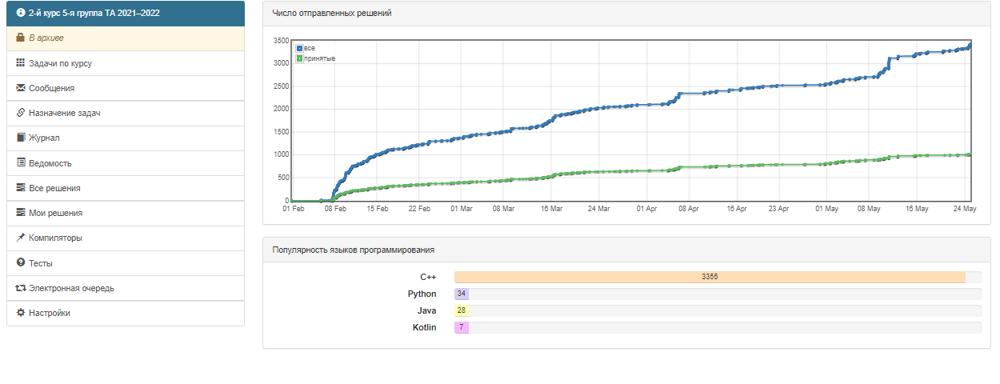 2-й курс 5-я группа ТА 2021–2022
В архиве
Задачи по курсу
Сообщения
Назначение задач
Журнал
Ведомость
Все решения
Мои решения
Компиляторы
Тесты
Электронная очередь
Настройки
Число отправленных решений
все
принятые
3500
3000
2500
2000
1500
1000
500
0
01 Feb 08 Feb 15 Feb 22 Feb 01 Mar 08 Mar 16 Mar 24 Mar 01 Apr 08 Apr 16 Apr 23 Apr 01 May 08 May 16 May 24 May
Популярность языков программирования
C++ 3355
Python 34
Java 28
Kotlin 7